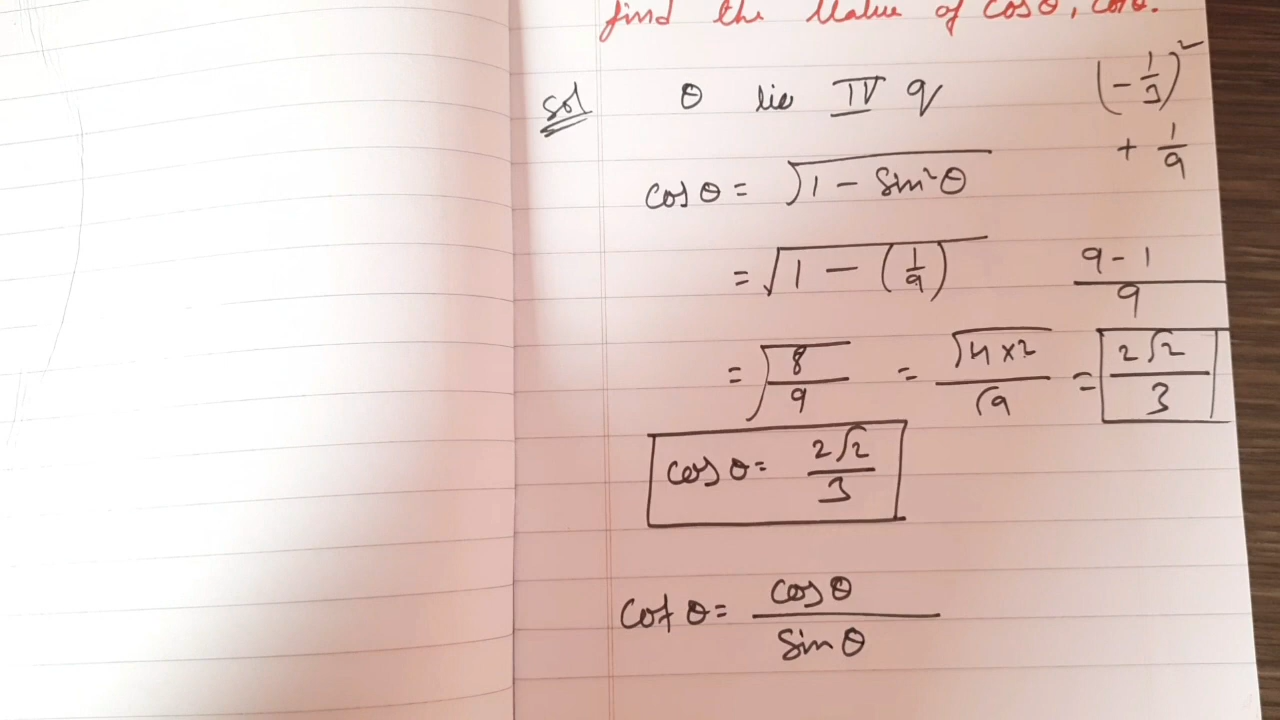 find the Value of Cosθ, cotθ.
Sol θ lie IV q
(-1/3)²
+ 1/9
cosθ = √(1 - Sin²θ)
= √(1 - (1/9))
9-1/9
= √(8/9) = √(4×2)/√9 = 2√2/3
cosθ = 2√2/3
Cotθ = cosθ/Sinθ